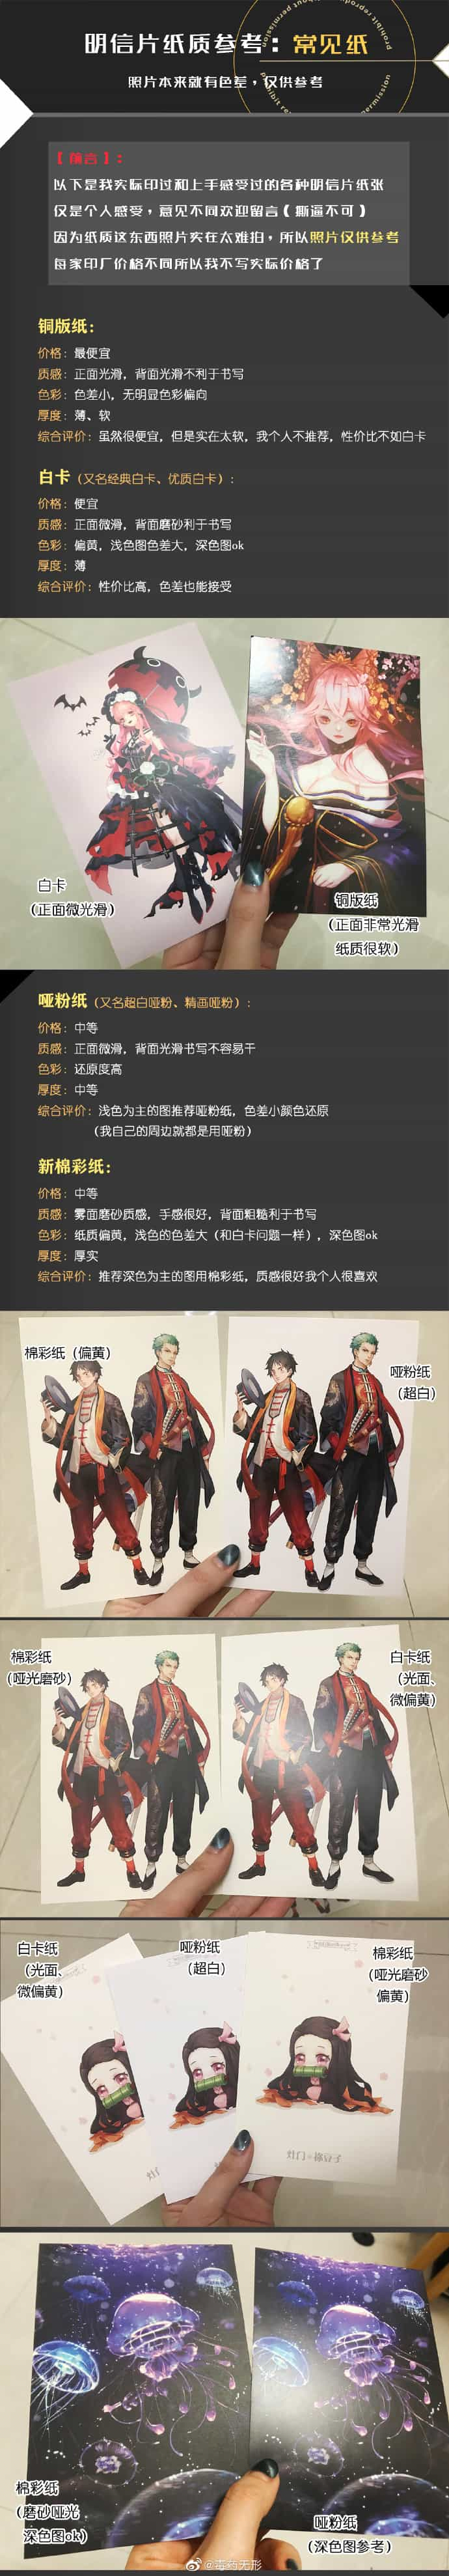 明信片纸质参考：常见纸
照片本来就有色差，仅供参考
【前言】：
以下是我实际印过和上手感受过的各种明信片纸张
仅是个人感受，意见不同欢迎留言（撕逼不可）
因为纸质这东西照片实在太难拍，所以照片仅供参考
每家印厂价格不同所以我不写实际价格了
铜版纸：
价格：最便宜
质感：正面光滑，背面光滑不利于书写
色彩：色差小，无明显色彩偏向
厚度：薄、软
综合评价：虽然很便宜，但是实在太软，我个人不推荐，性价比不如白卡
白卡（又名经典白卡、优质白卡）：
价格：便宜
质感：正面微滑，背面磨砂利于书写
色彩：偏黄，浅色图色差大，深色图ok
厚度：薄
综合评价：性价比高，色差也能接受
白卡
（正面微光滑）
铜版纸
（正面非常光滑
纸质很软）
哑粉纸（又名超白哑粉、精画哑粉）：
价格：中等
质感：正面微滑，背面光滑书写不容易干
色彩：还原度高
厚度：中等
综合评价：浅色为主的图推荐哑粉纸，色差小颜色还原
（我自己的周边就都是用哑粉）
新棉彩纸：
价格：中等
质感：雾面磨砂质感，手感很好，背面粗糙利于书写
色彩：纸质偏黄，浅色的色差大（和白卡问题一样），深色图ok
厚度：厚实
综合评价：推荐深色为主的图用棉彩纸，质感很好我个人很喜欢
棉彩纸（偏黄）
哑粉纸
（超白）
棉彩纸
（哑光磨砂）
白卡纸
（光面、
微偏黄）
白卡纸
（光面、
微偏黄）
哑粉纸
（超白）
棉彩纸
（哑光磨砂
偏黄）
灶门
棉彩纸
（磨砂哑光
深色图ok）
哑粉纸
（深色图参考）
@毒药无形